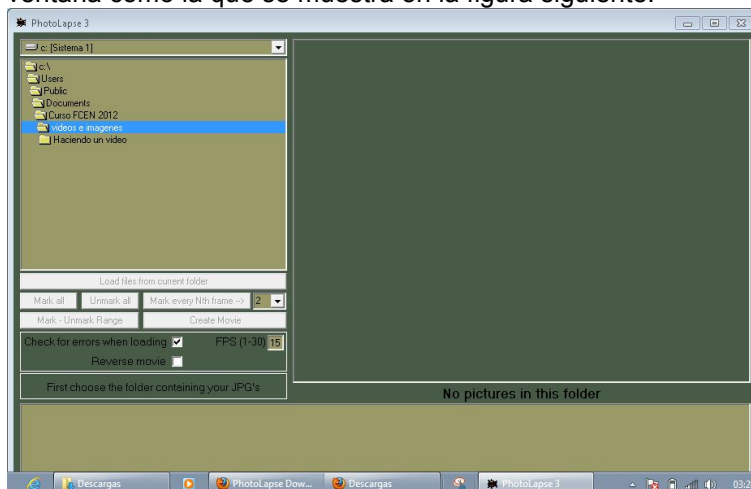 ventana como la que se muestra en la figura siguiente:
PhotoLapse 3
c: [Sistema 1]
c:\
Users
Public
Documents
Curso FCEN 2012
videos e imagenes
Haciendo un video
Load files from current folder
Mark all Unmark all Mark every Nth frame --> 2
Mark - Unmark Range Create Movie
Check for errors when loading FPS (1-30) 15
Reverse movie
First choose the folder conteining your JPG's
No pictures in this folder
Descargas PhotoLapse Dow... Descargas PhotoLapse 3